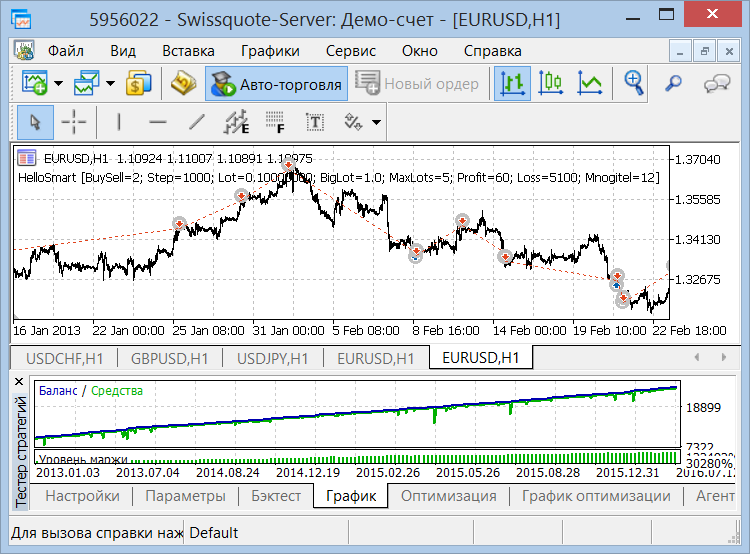 5956022 - Swissquote-Server: Демо-счет - [EURUSD,H1]
Файл Вид Вставка Графики Сервис Окно Справка
$ Авто-торговля Новый ордер
E F T
EURUSD,H1 1.10924 1.11007 1.10891 1.10975
HelloSmart [BuySell=2; Step=1000; Lot=0.10000000; BigLot=1.0; MaxLots=5; Profit=60; Loss=5100; Mnogitel=12]
1.37040
1.35585
1.34130
1.32675
16 Jan 2013 22 Jan 00:00 25 Jan 08:00 31 Jan 00:00 5 Feb 08:00 8 Feb 16:00 14 Feb 00:00 19 Feb 10:00 22 Feb 18:00
USDCHF,H1 GBPUSD,H1 USDJPY,H1 EURUSD,H1 EURUSD,H1
Тестер стратегий
Баланс / Средства
18899
7322
Уровень маржи
30280%
2013.01.03 2013.07.04 2014.08.24 2014.12.19 2015.02.26 2015.05.26 2015.08.28 2015.12.31 2016.07.12
Настройки Параметры Бэктест График Оптимизация График оптимизации Агент
Для вызова справки наж Default